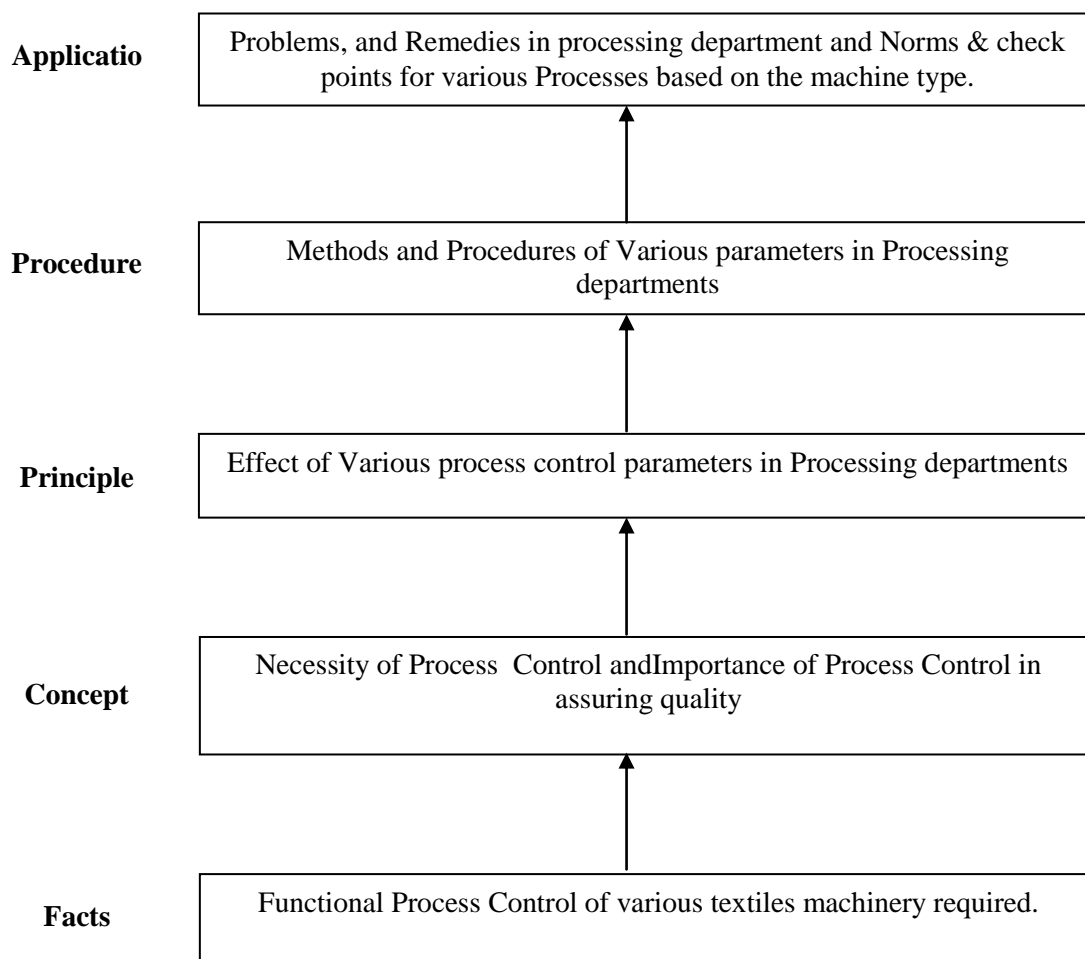 Applicatio
Problems, and Remedies in processing department and Norms & check
points for various Processes based on the machine type.
Procedure
Methods and Procedures of Various parameters in Processing
departments
Principle
Effect of Various process control parameters in Processing departments
Concept
Necessity of Process Control andImportance of Process Control in
assuring quality
Facts
Functional Process Control of various textiles machinery required.